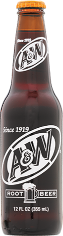 A&W
Since 1919
A&W
ROOT BEER
12 FL OZ (355 mL)